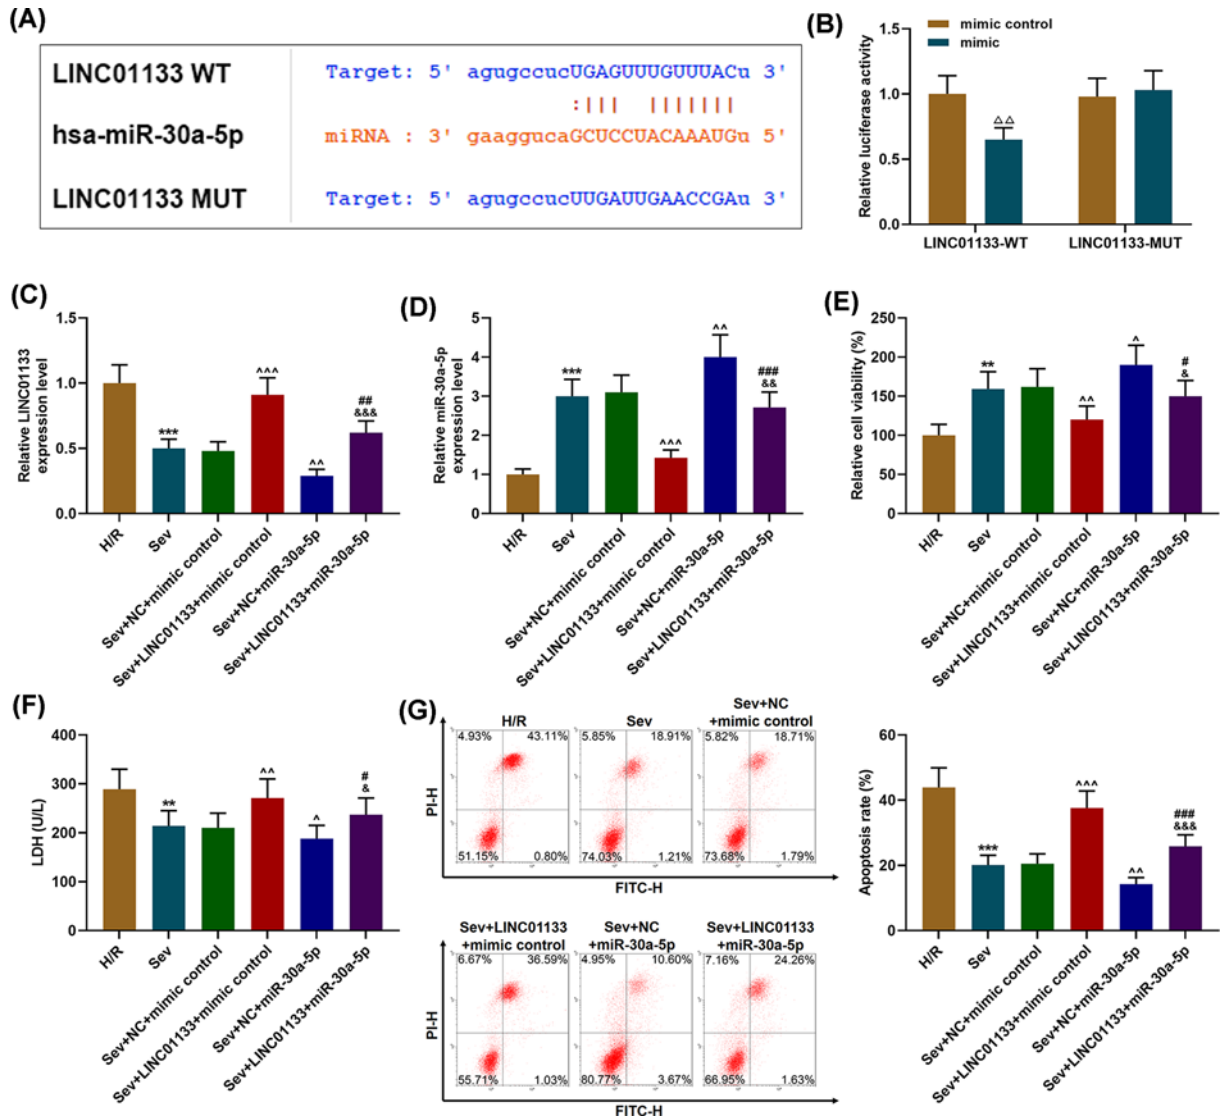 (A)
LINC01133 WT
Target: 5' agugccucUGAGUUUGUUUACu 3'
:||| |||||||
hsa-miR-30a-5p
miRNA : 3' gaaggucaGCUCCUACAAAUGu 5'
LINC01133 MUT
Target: 5' agugccucUUGAUUGAACCGAu 3'
(B)
mimic control
mimic
Relative luciferase activity
1.5
1.0
0.5
0.0
△△
LINC01133-WT
LINC01133-MUT
(C)
Relative LINC01133
expression level
1.5
1.0
0.5
0.0
***
^^^
^^
##
&&&
H/R
Sev
Sev+NC+mimic control
Sev+LINC01133+mimic control
Sev+NC+miR-30a-5p
Sev+LINC01133+miR-30a-5p
(D)
Relative miR-30a-5p
expression level
5
4
3
2
1
0
***
^^^
^^
###
&&
H/R
Sev
Sev+NC+mimic control
Sev+LINC01133+mimic control
Sev+NC+miR-30a-5p
Sev+LINC01133+miR-30a-5p
(E)
Relative cell viability (%)
250
200
150
100
50
0
**
^^
^
#
&
H/R
Sev
Sev+NC+mimic control
Sev+LINC01133+mimic control
Sev+NC+miR-30a-5p
Sev+LINC01133+miR-30a-5p
(F)
LDH (U/L)
400
300
200
100
0
**
^^
^
#
&
H/R
Sev
Sev+NC+mimic control
Sev+LINC01133+mimic control
Sev+NC+miR-30a-5p
Sev+LINC01133+miR-30a-5p
(G)
PI-H
H/R
4.93% 43.11%
51.15% 0.80%
Sev
5.85% 18.91%
74.03% 1.21%
Sev+NC
+mimic control
5.82% 18.71%
73.68% 1.79%
FITC-H
PI-H
Sev+LINC01133
+mimic control
6.67% 36.59%
55.71% 1.03%
Sev+NC
+miR-30a-5p
4.95% 10.60%
80.77% 3.67%
Sev+LINC01133
+miR-30a-5p
7.16% 24.26%
66.95% 1.63%
FITC-H
Apoptosis rate (%)
60
40
20
0
***
^^^
^^
###
&&&
H/R
Sev
Sev+NC+mimic control
Sev+LINC01133+mimic control
Sev+NC+miR-30a-5p
Sev+LINC01133+miR-30a-5p